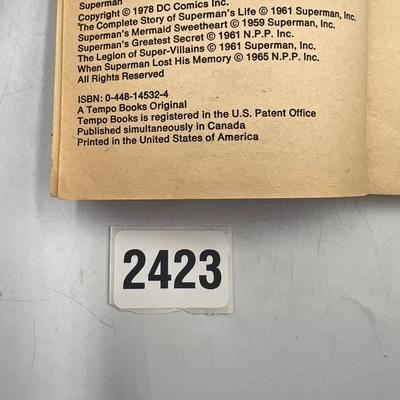 Superman
Copyright © 1978 DC Comics Inc.
The Complete Story of Superman's Life © 1961 Superman, Inc.
Superman's Mermaid Sweetheart © 1959 Superman, Inc.
Superman's Greatest Secret © 1961 N.P.P. Inc.
The Legion of Super-Villains © 1961 Superman, Inc.
When Superman Lost His Memory © 1965 N.P.P. Inc.
All Rights Reserved
ISBN: 0-448-14532-4
A Tempo Books Original
Tempo Books is registered in the U.S. Patent Office
Published simultaneously in Canada
Printed in the United States of America
2423